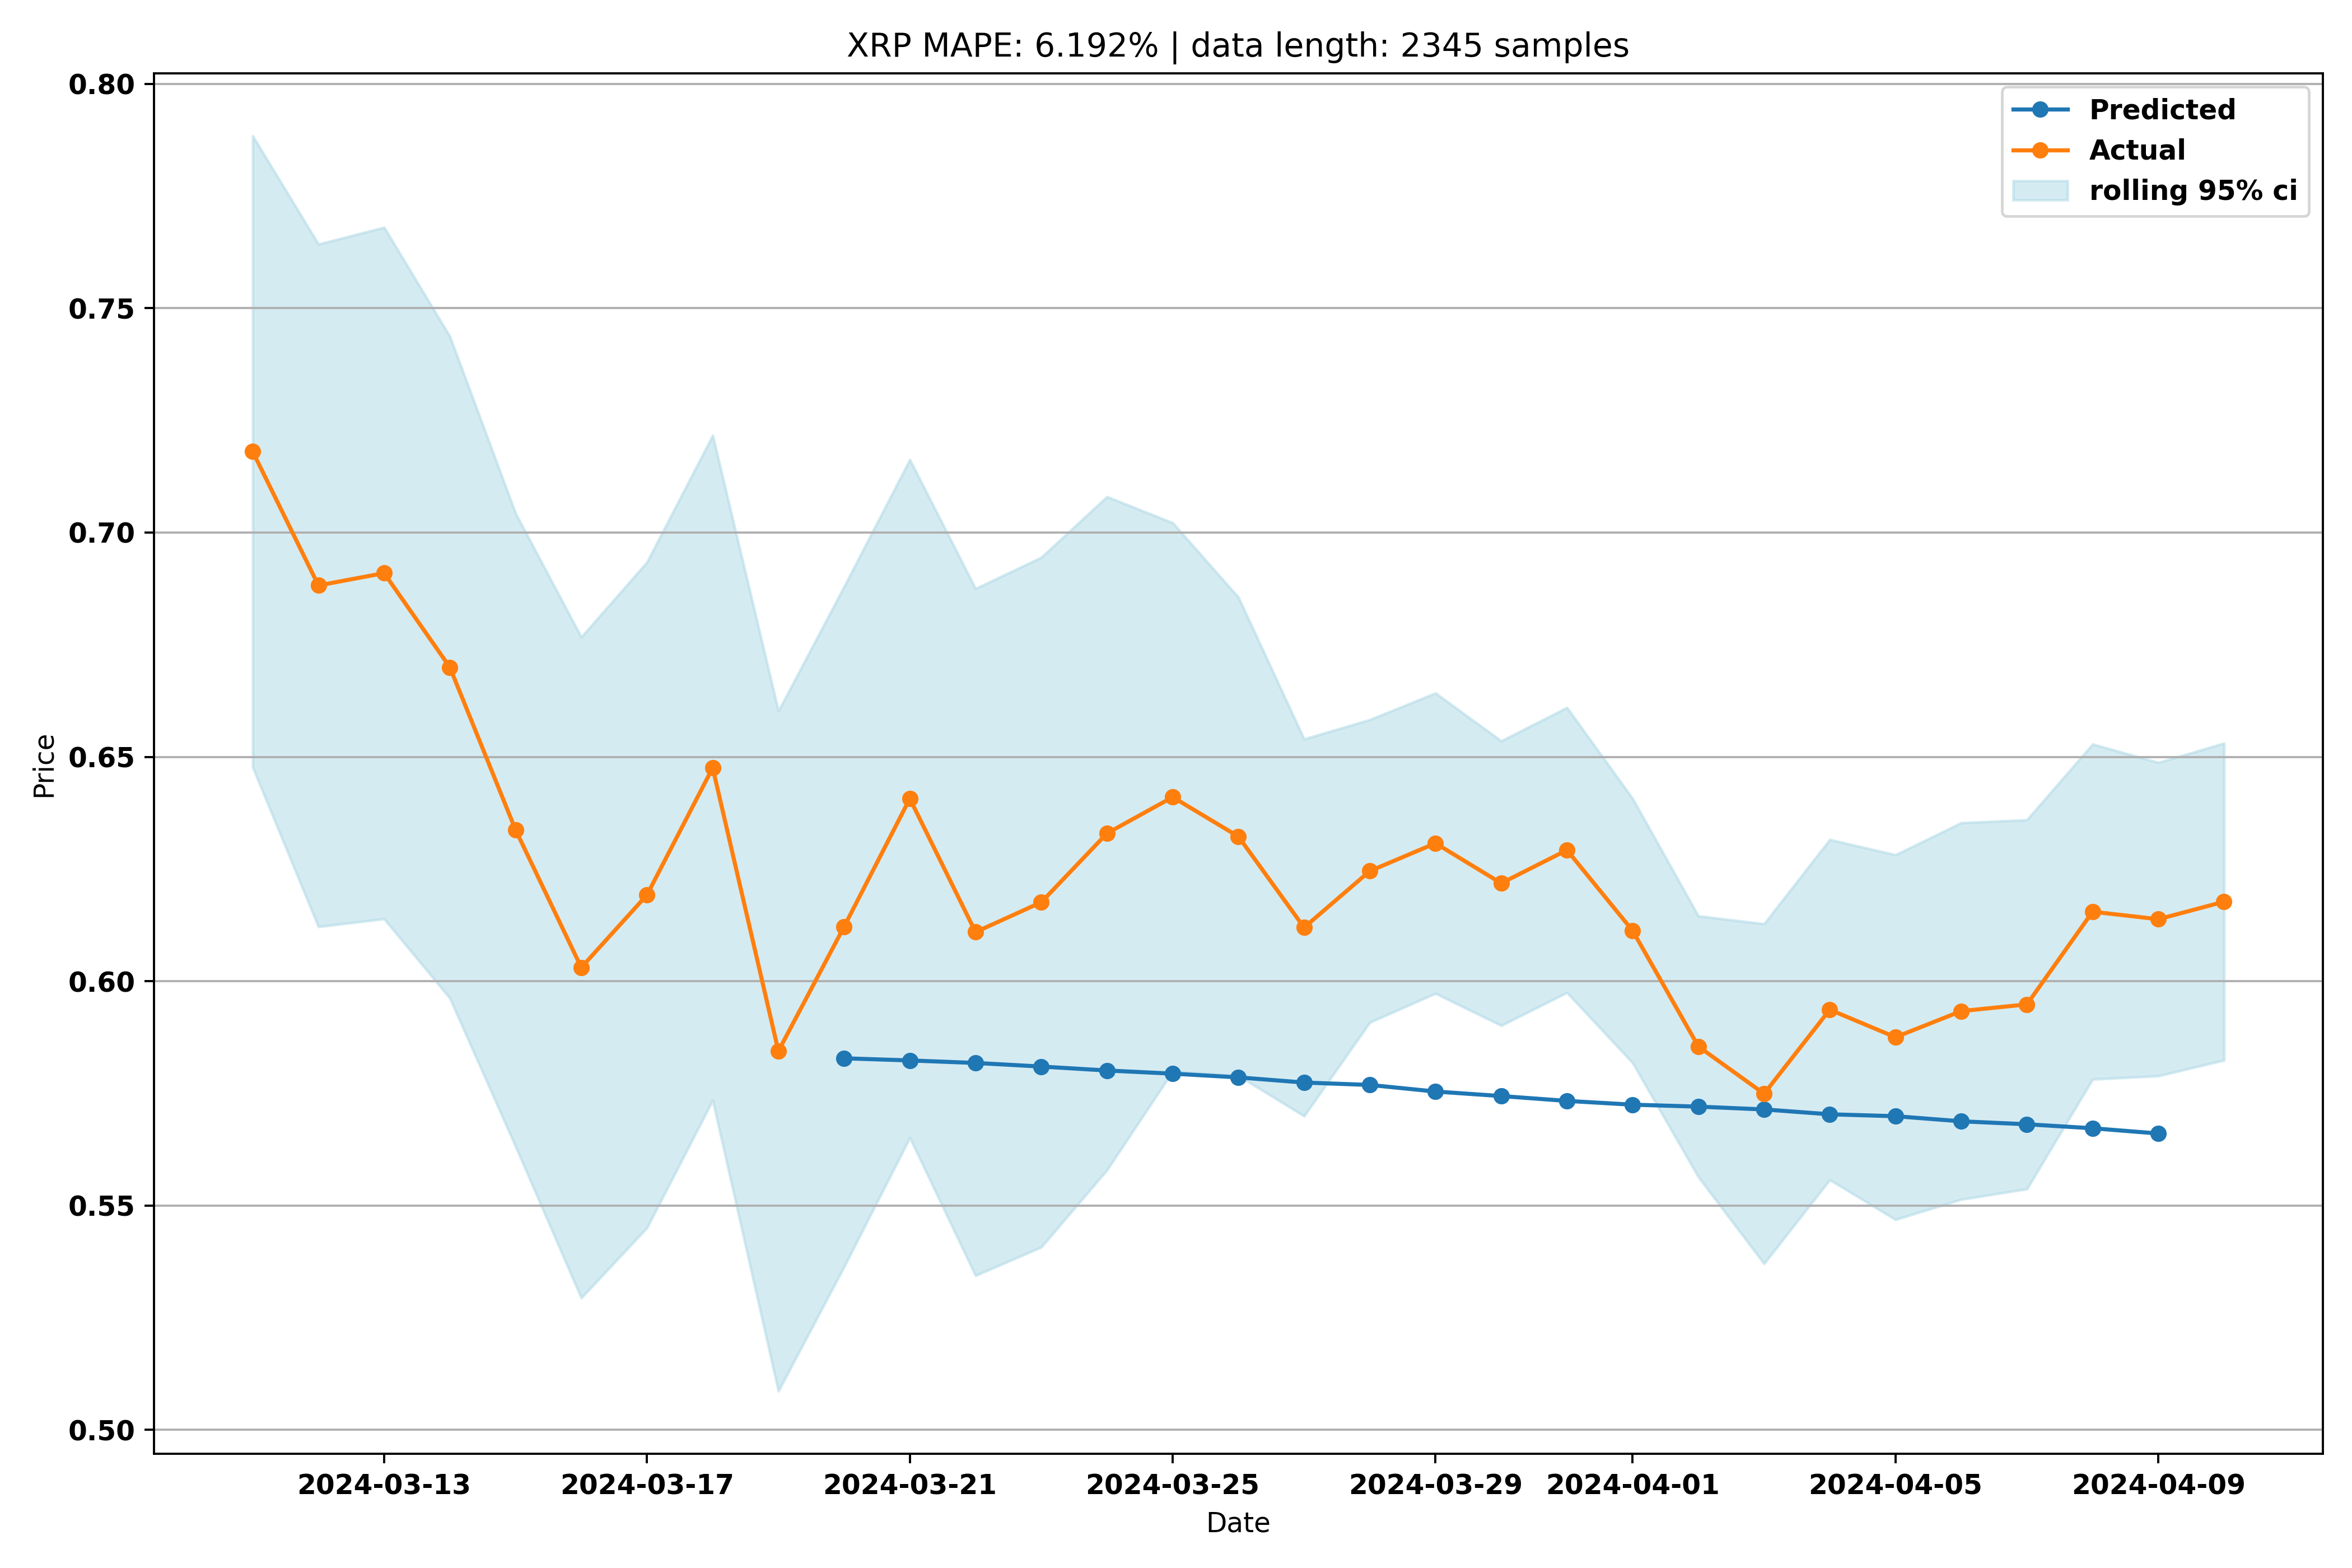 XRP MAPE: 6.192% | data length: 2345 samples
Predicted
Actual
rolling 95% ci
0.80
0.75
0.70
0.65
0.60
0.55
0.50
Price
2024-03-13 2024-03-17 2024-03-21 2024-03-25 2024-03-29 2024-04-01 2024-04-05 2024-04-09
Date